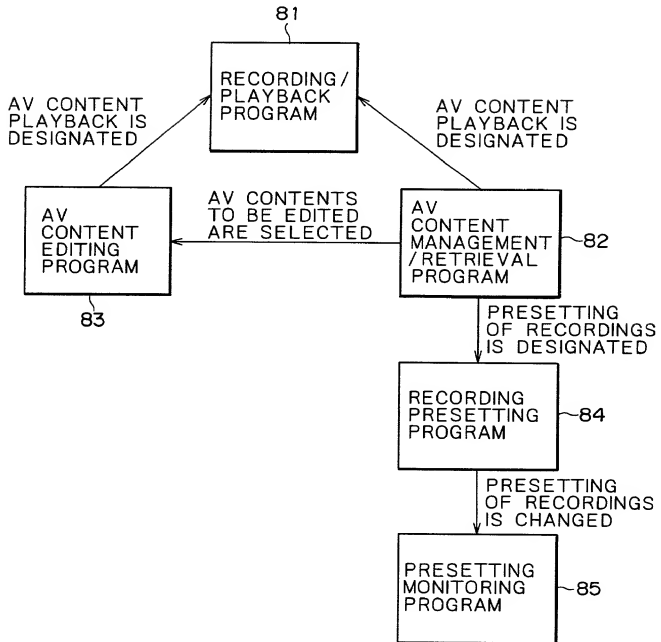 81
RECORDING/
PLAYBACK
PROGRAM
AV CONTENT
PLAYBACK IS
DESIGNATED
AV CONTENT
PLAYBACK IS
DESIGNATED
AV
CONTENT
EDITING
PROGRAM
83
AV CONTENTS
TO BE EDITED
ARE SELECTED
AV
CONTENT
MANAGEMENT
/RETRIEVAL
PROGRAM
82
PRESETTING
OF RECORDINGS
IS DESIGNATED
RECORDING
PRESETTING
PROGRAM
84
PRESETTING
OF RECORDINGS
IS CHANGED
PRESETTING
MONITORING
PROGRAM
85